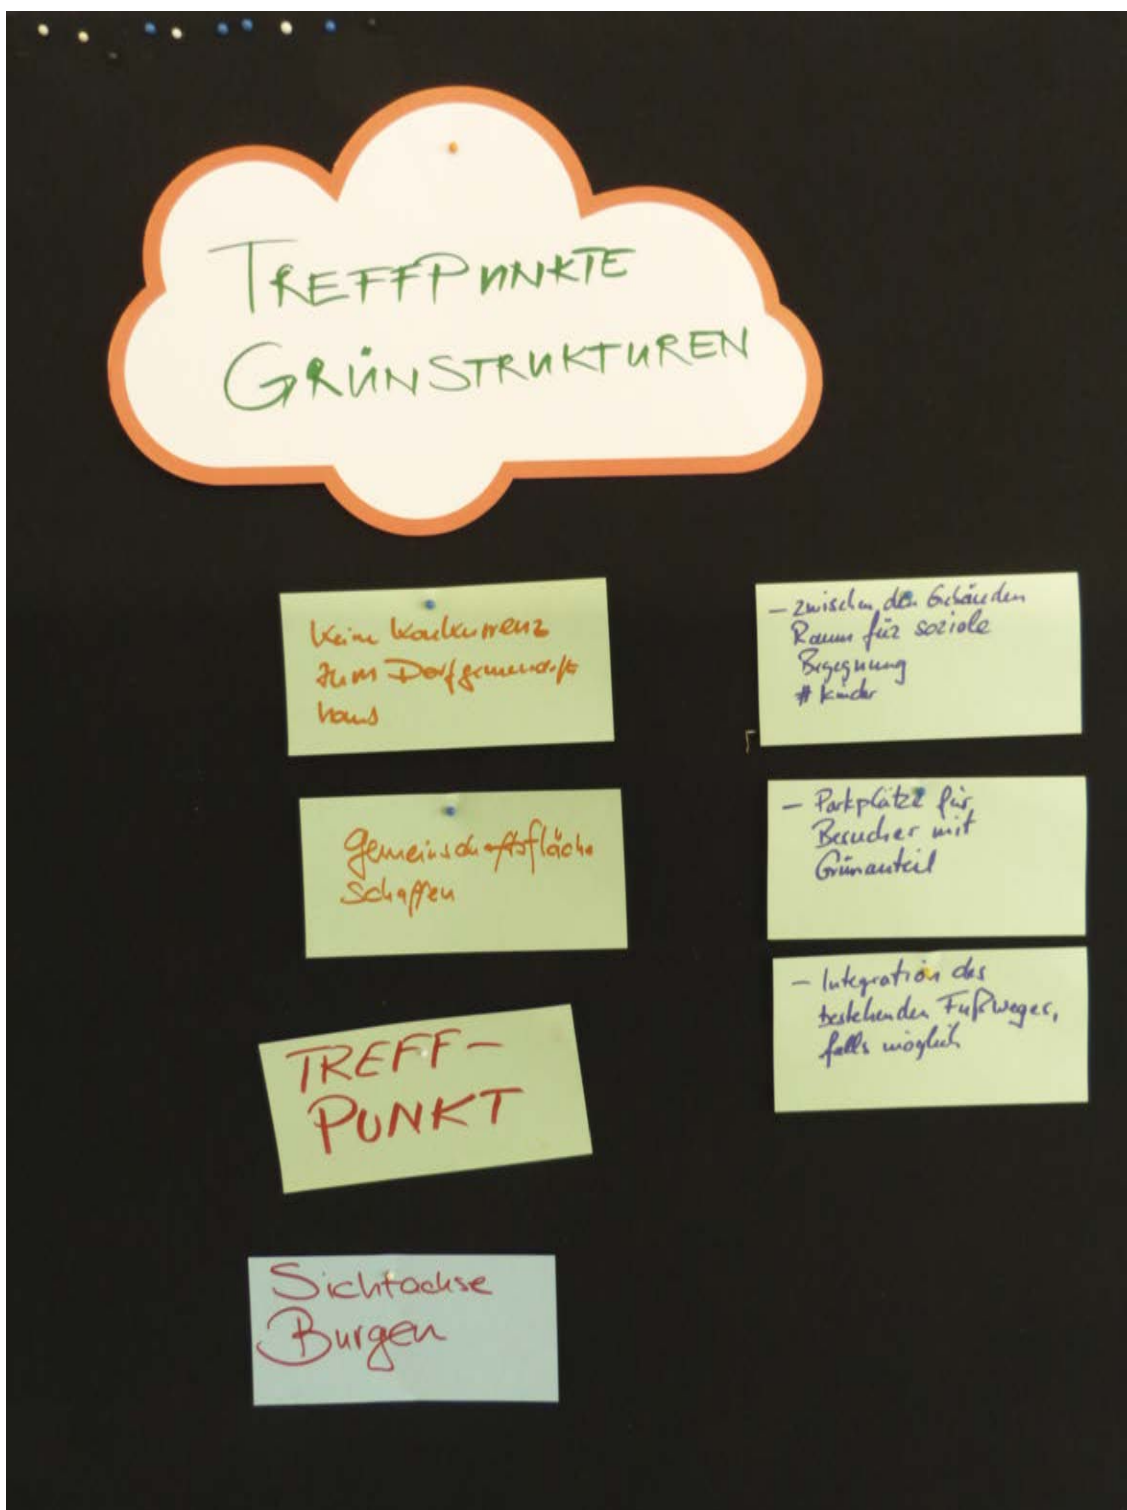 TREFFPUNKTE
GRÜNSTRUKTUREN
Keine Konkurrenz
zum Dorfgemeinschafts
haus
Gemeinschaftsfläche
schaffen
TREFF-
PUNKT
Sichtachse
Burgen
- zwischen den Gebäuden
Raum für soziale
Begegnung
# Kinder
- Parkplätze für
Besucher mit
Grünanteil
- Integration des
bestehenden Fußweges,
falls möglich